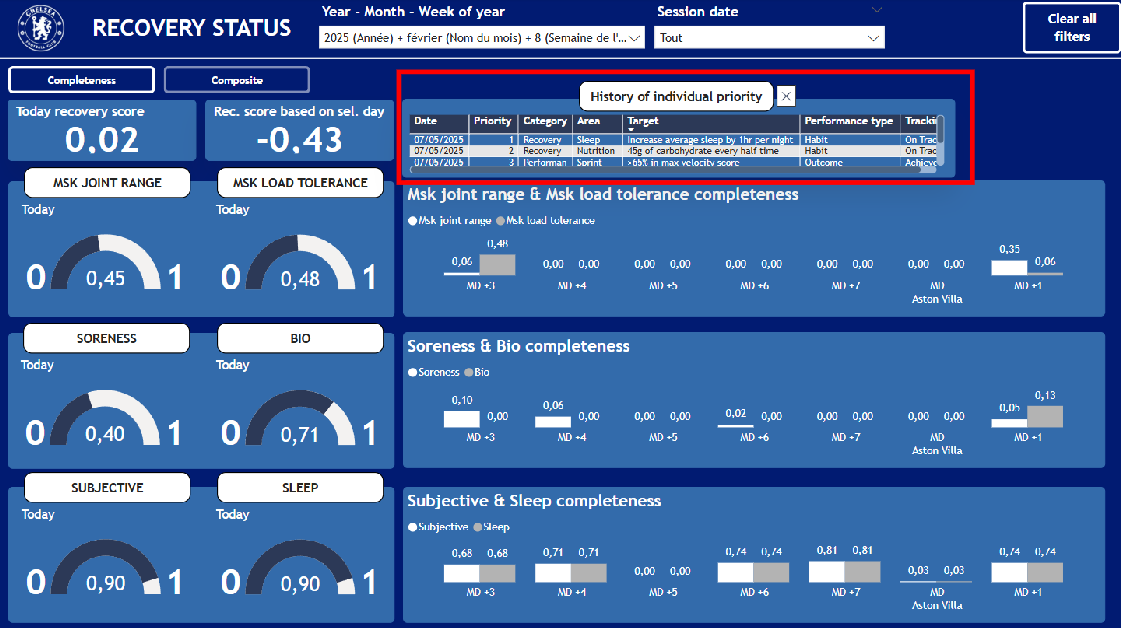 CHELSEA
RECOVERY STATUS
Year - Month - Week of year
2025 (Année) + février (Nom du mois) + 8 (Semaine de l'...
Session date
Tout
Clear all
filters
Completeness
Composite
Today recovery score
0.02
Rec. score based on sel. day
-0.43
History of individual priority
Date Priority Category Area Target Performance type Tracki
07/05/2025 1 Recovery Sleep Increase average sleep by 1hr per night Habit On Trac
07/05/2025 2 Recovery Nutrition 45g of carbohydrate every half time Habit On Trac
07/05/2025 3 Performan Sprint >65% in max velocity score Outcome Achieve
MSK JOINT RANGE
Today
0 0,45 1
MSK LOAD TOLERANCE
Today
0 0,48 1
Msk joint range & Msk load tolerance completeness
Msk joint range Msk load tolerance
0,06 0,48 0,00 0,00 0,00 0,00 0,00 0,00 0,00 0,00 0,00 0,00 0,35 0,06
MD +3 MD +4 MD +5 MD +6 MD +7 MD MD +1
Aston Villa
SORENESS
Today
0 0,40 1
BIO
Today
0 0,71 1
Soreness & Bio completeness
Soreness Bio
0,10 0,00 0,06 0,00 0,00 0,00 0,02 0,00 0,00 0,00 0,00 0,00 0,05 0,13
MD +3 MD +4 MD +5 MD +6 MD +7 MD MD +1
Aston Villa
SUBJECTIVE
Today
0 0,90 1
SLEEP
Today
0 0,90 1
Subjective & Sleep completeness
Subjective Sleep
0,68 0,68 0,71 0,71 0,00 0,00 0,74 0,74 0,81 0,81 0,03 0,03 0,74 0,74
MD +3 MD +4 MD +5 MD +6 MD +7 MD MD +1
Aston Villa